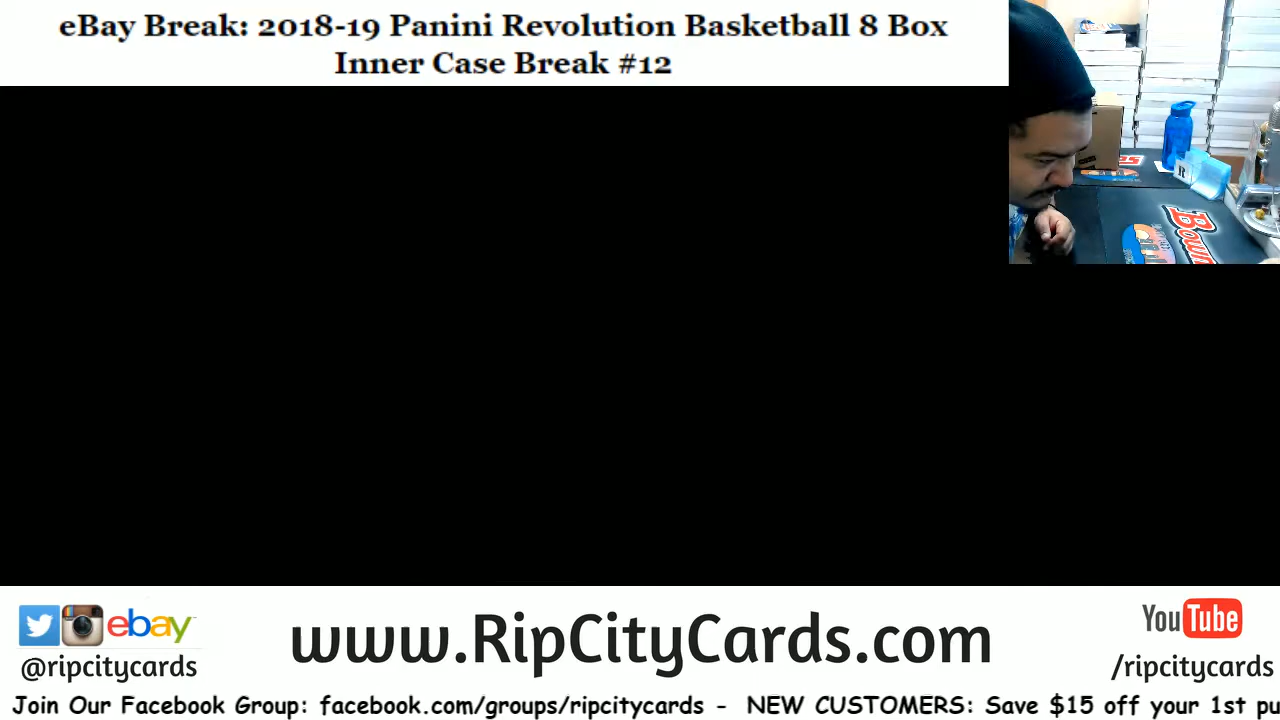 eBay Break: 2018-19 Panini Revolution Basketball 8 Box
Inner Case Break #12
ebay
@ripcitycards
www.RipCityCards.com
YouTube
/ripcitycards
Join Our Facebook Group: facebook.com/groups/ripcitycards - NEW CUSTOMERS: Save $15 off your 1st pu